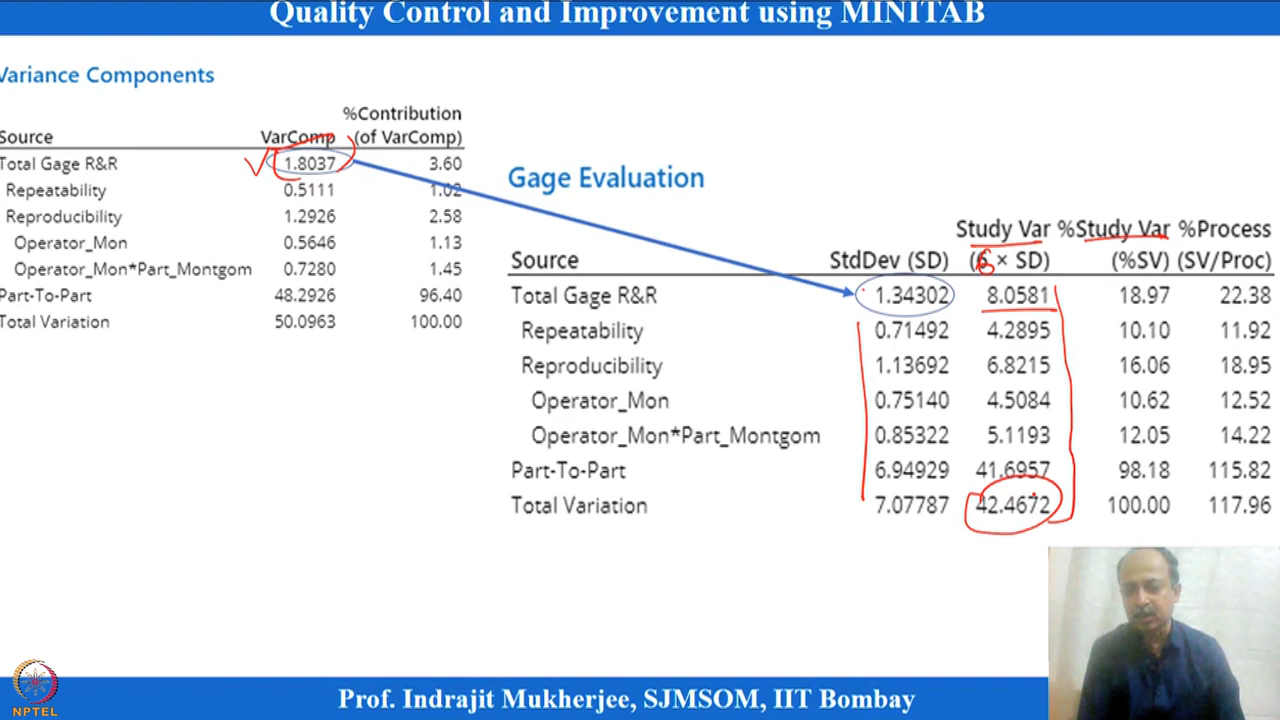 Quality Control and Improvement using MINITAB
Variance Components
%Contribution
Source VarComp (of VarComp)
Total Gage R&R 1.8037 3.60
Repeatability 0.5111 1.02
Reproducibility 1.2926 2.58
Operator_Mon 0.5646 1.13
Operator_Mon*Part_Montgom 0.7280 1.45
Part-To-Part 48.2926 96.40
Total Variation 50.0963 100.00
Gage Evaluation
Study Var %Study Var %Process
Source StdDev (SD) (6 × SD) (%SV) (SV/Proc)
Total Gage R&R 1.34302 8.0581 18.97 22.38
Repeatability 0.71492 4.2895 10.10 11.92
Reproducibility 1.13692 6.8215 16.06 18.95
Operator_Mon 0.75140 4.5084 10.62 12.52
Operator_Mon*Part_Montgom 0.85322 5.1193 12.05 14.22
Part-To-Part 6.94929 41.6957 98.18 115.82
Total Variation 7.07787 42.4672 100.00 117.96
NPTEL
Prof. Indrajit Mukherjee, SJMSOM, IIT Bombay